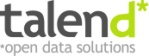 talend*
•open data solutions